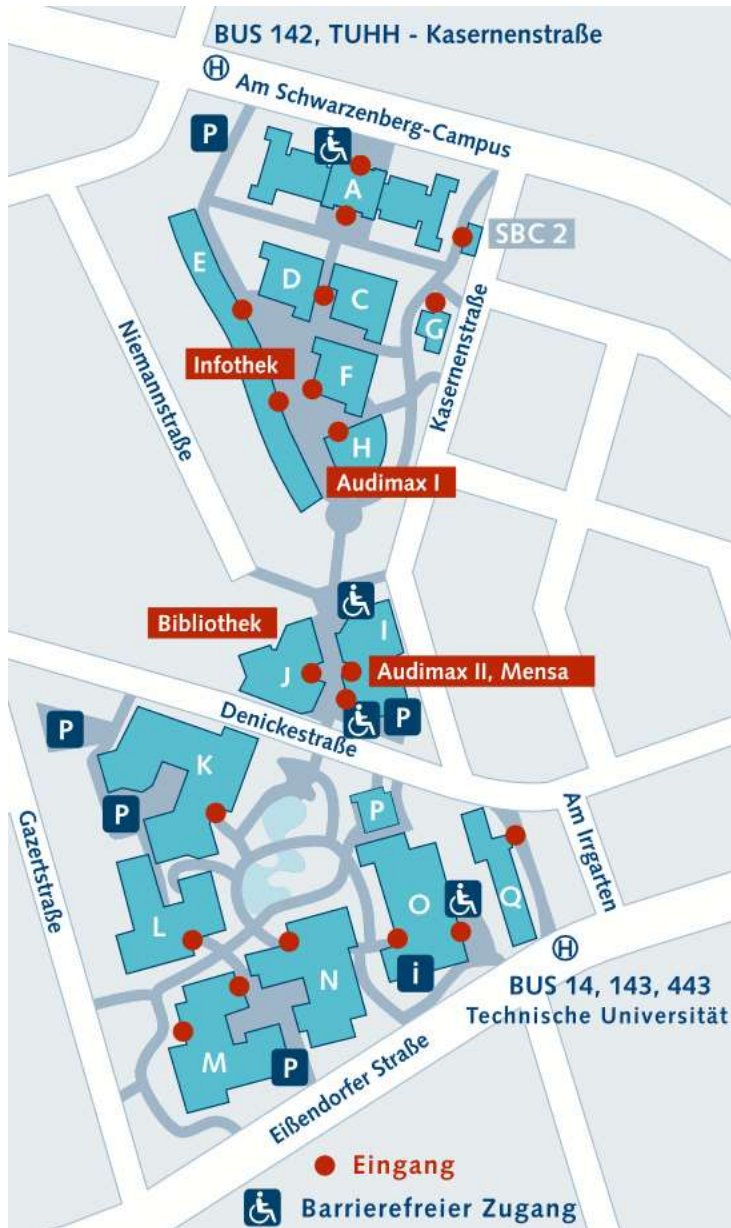 BUS 142, TUHH - Kasernenstraße
H
Am Schwarzenberg-Campus
P
A
SBC 2
E
D
C
G
Niemannstraße
Kasernenstraße
Infothek
F
H
Audimax I
Bibliothek
I
J
Audimax II, Mensa
P
Denickestraße
P
K
P
P
Gazertstraße
Am Irrgarten
L
O
Q
N
i
H
BUS 14, 143, 443
Technische Universität
M
P
Eißendorfer Straße
Eingang
Barrierefreier Zugang